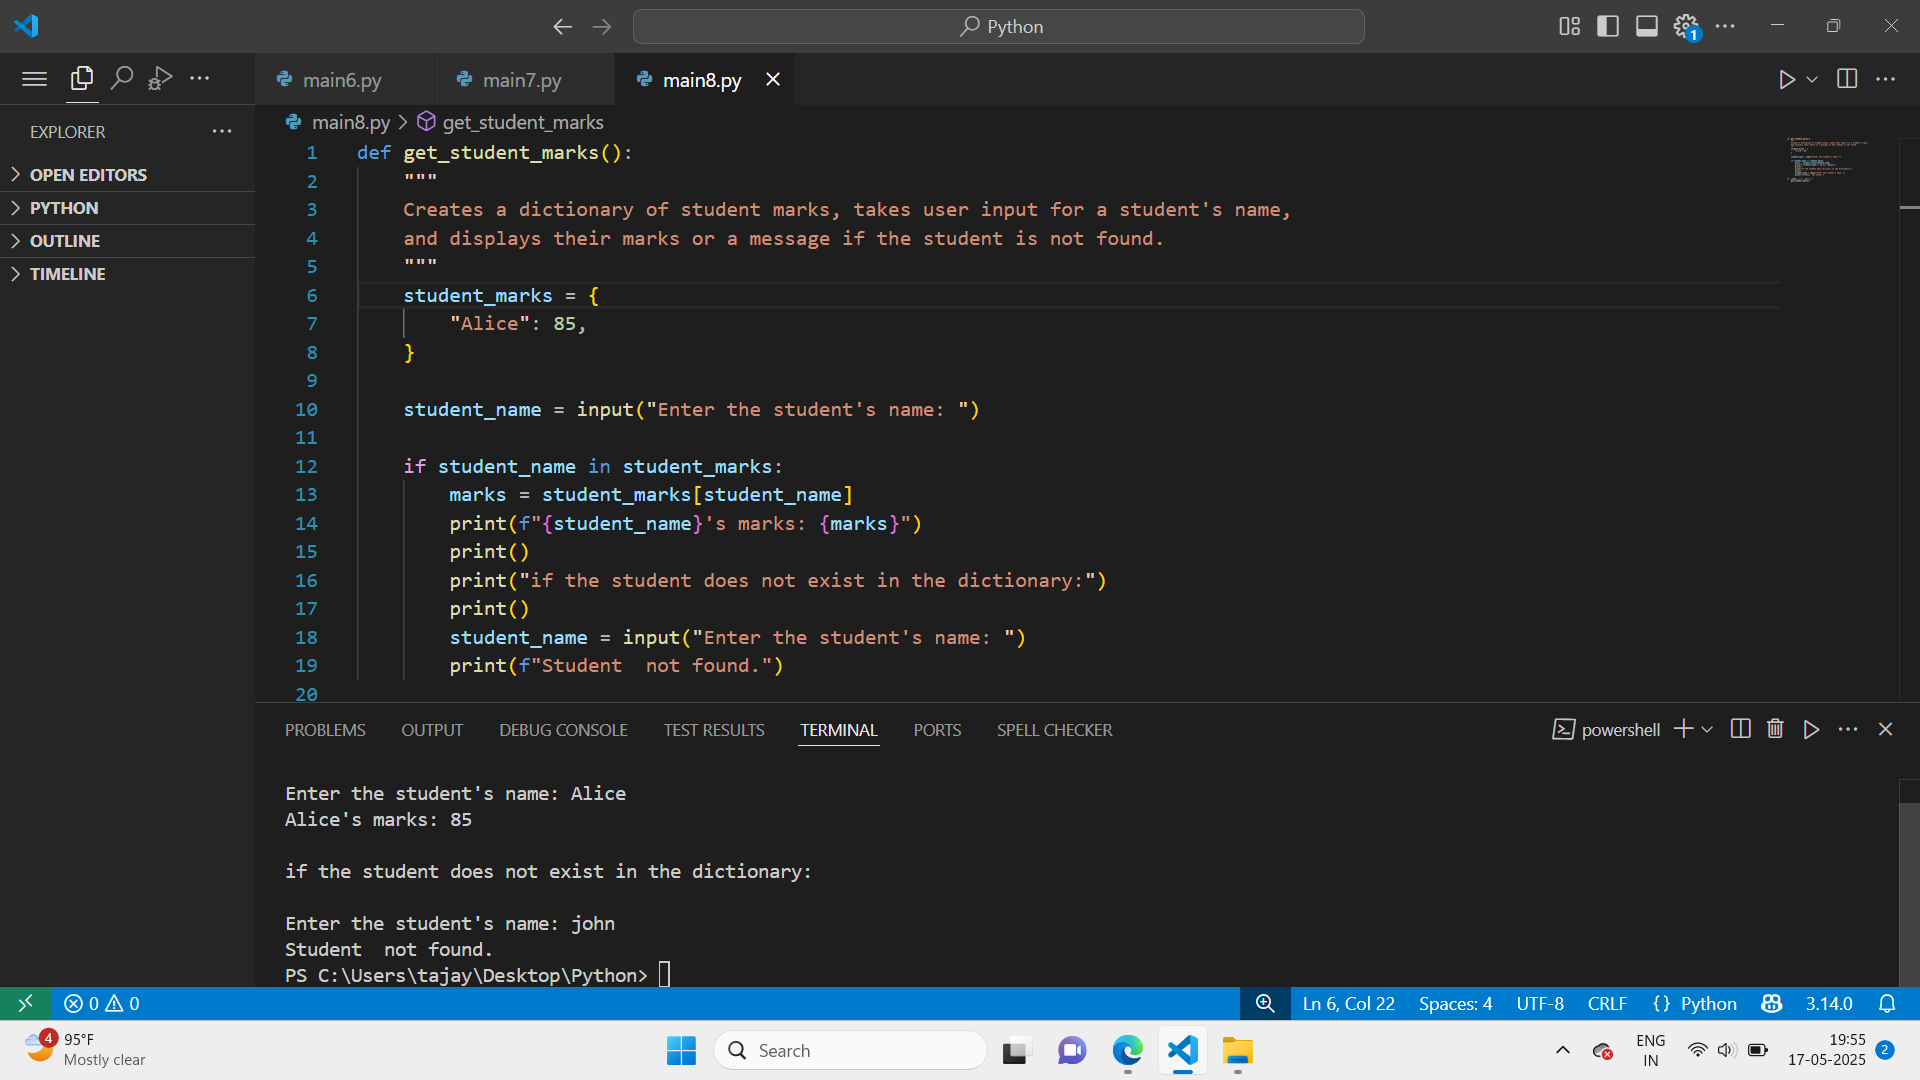 Python
1
main6.py
main7.py
main8.py
EXPLORER
OPEN EDITORS
PYTHON
OUTLINE
TIMELINE
main8.py > get_student_marks
1 def get_student_marks():
2     """
3     Creates a dictionary of student marks, takes user input for a student's name,
4     and displays their marks or a message if the student is not found.
5     """
6     student_marks = {
7         "Alice": 85,
8     }
9
10     student_name = input("Enter the student's name: ")
11
12     if student_name in student_marks:
13         marks = student_marks[student_name]
14         print(f"{student_name}'s marks: {marks}")
15         print()
16         print("if the student does not exist in the dictionary:")
17         print()
18         student_name = input("Enter the student's name: ")
19         print(f"Student  not found.")
20
PROBLEMS OUTPUT DEBUG CONSOLE TEST RESULTS TERMINAL PORTS SPELL CHECKER
powershell
Enter the student's name: Alice
Alice's marks: 85
if the student does not exist in the dictionary:
Enter the student's name: john
Student  not found.
PS C:\Users\tajay\Desktop\Python>
0 0
Ln 6, Col 22 Spaces: 4 UTF-8 CRLF {} Python 3.14.0
4
95°F
Mostly clear
Search
ENG
IN
19:55
17-05-2025
2